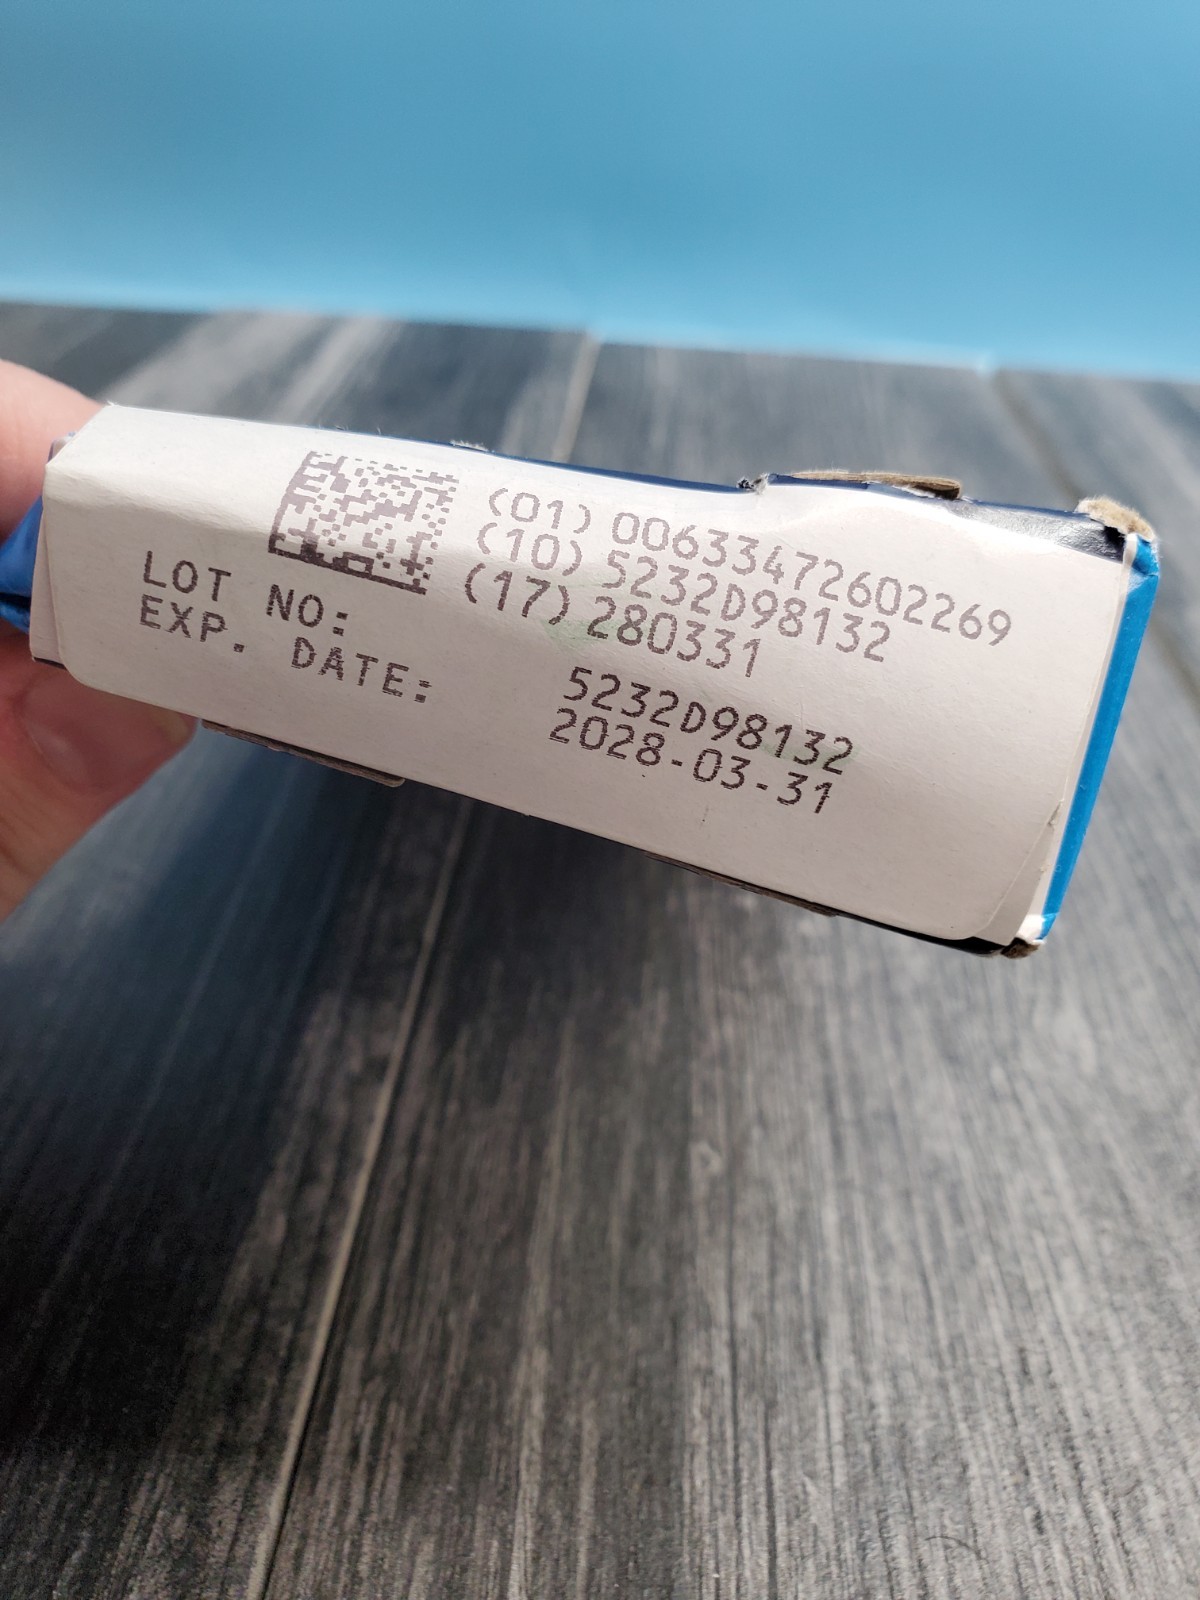 (01) 00633472602269
(10) 5232D98132
(17) 280331
LOT NO: 5232D98132
EXP. DATE: 2028-03-31